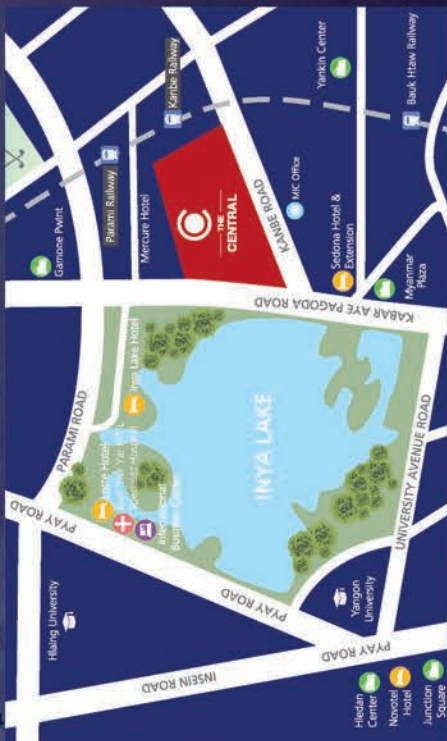 Hlaing University
PYAY ROAD
PARAMI ROAD
Gamone Pwint
Parami Railway
Mercure Hotel
Kanbe Railway
THE
CENTRAL
KANBE ROAD
MIC Office
Yankin Center
Bauk Htaw Railway
Sedona Hotel &
Extension
Myanmar
Plaza
KABAR AYE PAGODA ROAD
Inya Lake Hotel
Hotel
International
INYA LAKE
UNIVERSITY AVENUE ROAD
PYAY ROAD
Yangon
University
PYAY ROAD
INSEIN ROAD
Hledan
Center
Novotel
Hotel
Junction
Square